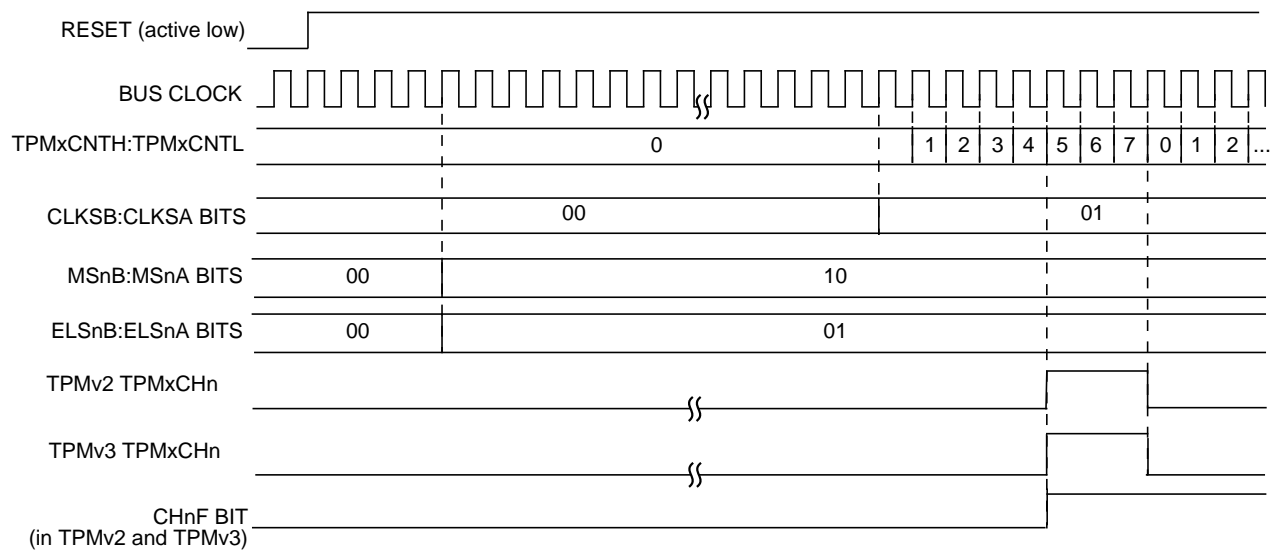 RESET (active low)
BUS CLOCK
TPMxCNTH:TPMxCNTL 0 1 2 3 4 5 6 7 0 1 2 ...
CLKSB:CLKSA BITS 00 01
MSnB:MSnA BITS 00 10
ELSnB:ELSnA BITS 00 01
TPMv2 TPMxCHn
TPMv3 TPMxCHn
CHnF BIT
(in TPMv2 and TPMv3)